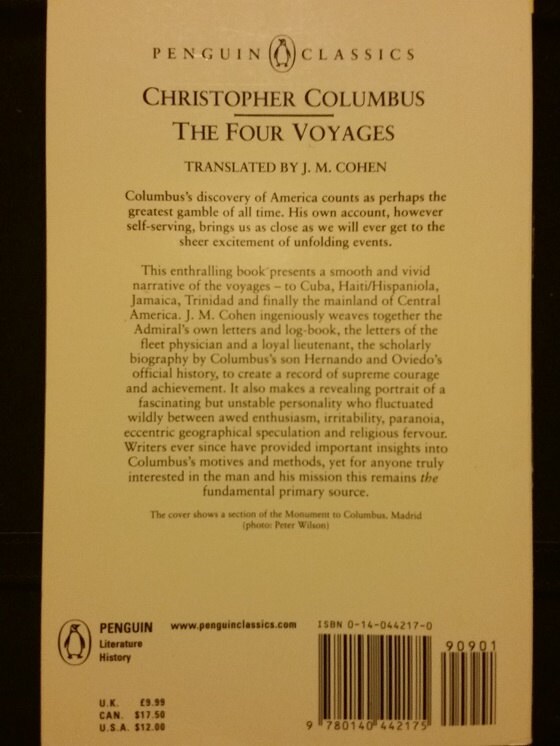 PENGUIN CLASSICS
CHRISTOPHER COLUMBUS
THE FOUR VOYAGES
TRANSLATED BY J. M. COHEN
Columbus's discovery of America counts as perhaps the
greatest gamble of all time. His own account, however
self-serving, brings us as close as we will ever get to the
sheer excitement of unfolding events.
This enthralling book presents a smooth and vivid
narrative of the voyages – to Cuba, Haiti/Hispaniola,
Jamaica, Trinidad and finally the mainland of Central
America. J. M. Cohen ingeniously weaves together the
Admiral's own letters and log-book, the letters of the
fleet physician and a loyal lieutenant, the scholarly
biography by Columbus's son Hernando and Oviedo's
official history, to create a record of supreme courage
and achievement. It also makes a revealing portrait of a
fascinating but unstable personality who fluctuated
wildly between awed enthusiasm, irritability, paranoia,
eccentric geographical speculation and religious fervour.
Writers ever since have provided important insights into
Columbus's motives and methods, yet for anyone truly
interested in the man and his mission this remains the
fundamental primary source.
The cover shows a section of the Monument to Columbus, Madrid
(photo: Peter Wilson)
PENGUIN
Literature
History
www.penguinclassics.com
U.K. £9.99
CAN. $17.50
U.S.A. $12.00
ISBN 0-14-044217-0
90901
9 780140 442175